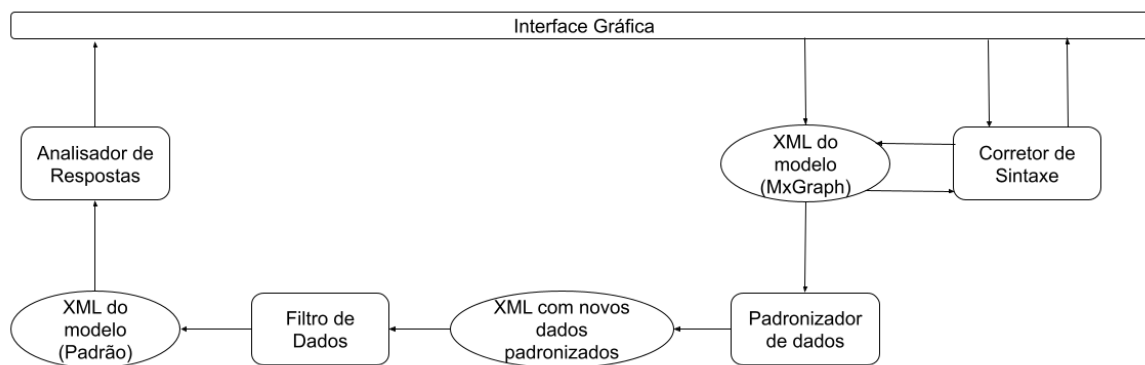 Interface Gráfica
Analisador de
Respostas
XML do
modelo
(MxGraph)
Corretor de
Sintaxe
XML do
modelo
(Padrão)
Filtro de
Dados
XML com novos
dados
padronizados
Padronizador
de dados